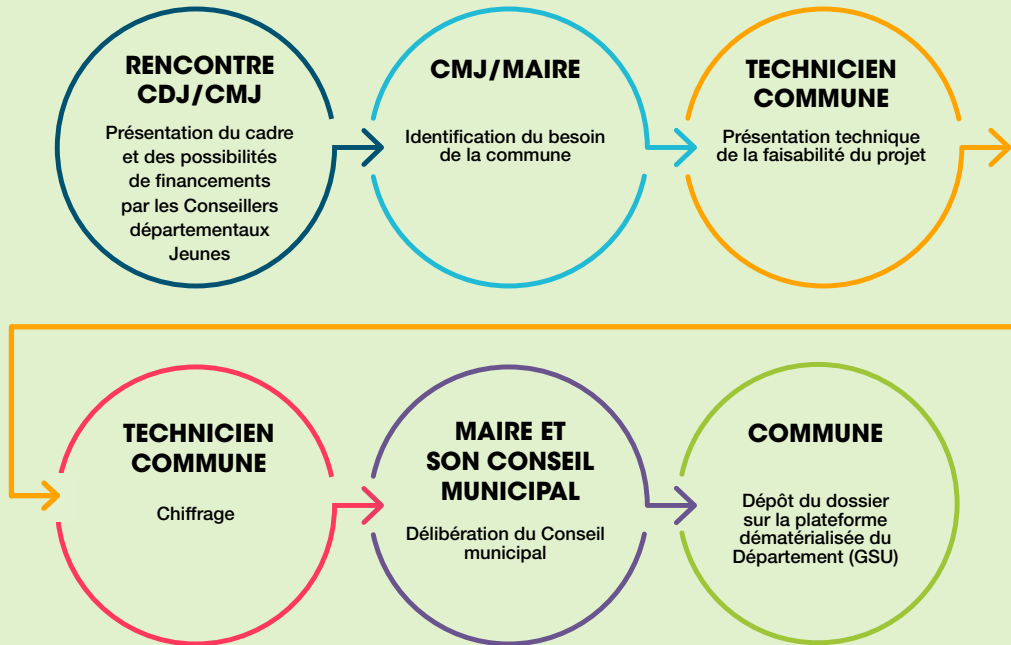 RENCONTRE
CDJ/CMJ
Présentation du cadre
et des possibilités
de financements
par les Conseillers
départementaux
Jeunes
CMJ/MAIRE
Identification du besoin
de la commune
TECHNICIEN
COMMUNE
Présentation technique
de la faisabilité du projet
TECHNICIEN
COMMUNE
Chiffrage
MAIRE ET
SON CONSEIL
MUNICIPAL
Délibération du Conseil
municipal
COMMUNE
Dépôt du dossier
sur la plateforme
dématérialisée du
Département (GSU)